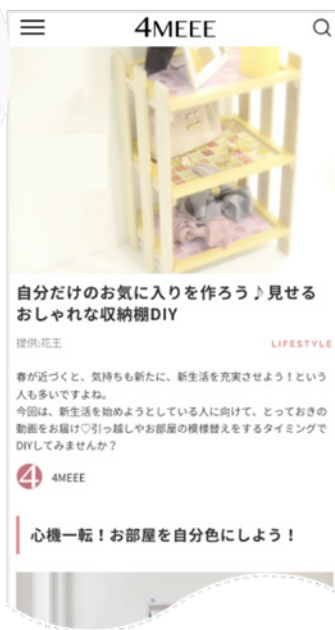 4MEEE
自分だけのお気に入りを作ろう♪見せる
おしゃれな収納棚DIY
提供:花王
LIFESTYLE
春が近づくと、気持ちも新たに、新生活を充実させよう！という
人も多いですよね。
今回は、新生活を始めようとしている人に向けて、とっておきの
動画をお届け♡引っ越しやお部屋の模様替えをするタイミングで
DIYしてみませんか？
4 4MEEE
心機一転！お部屋を自分色にしよう！